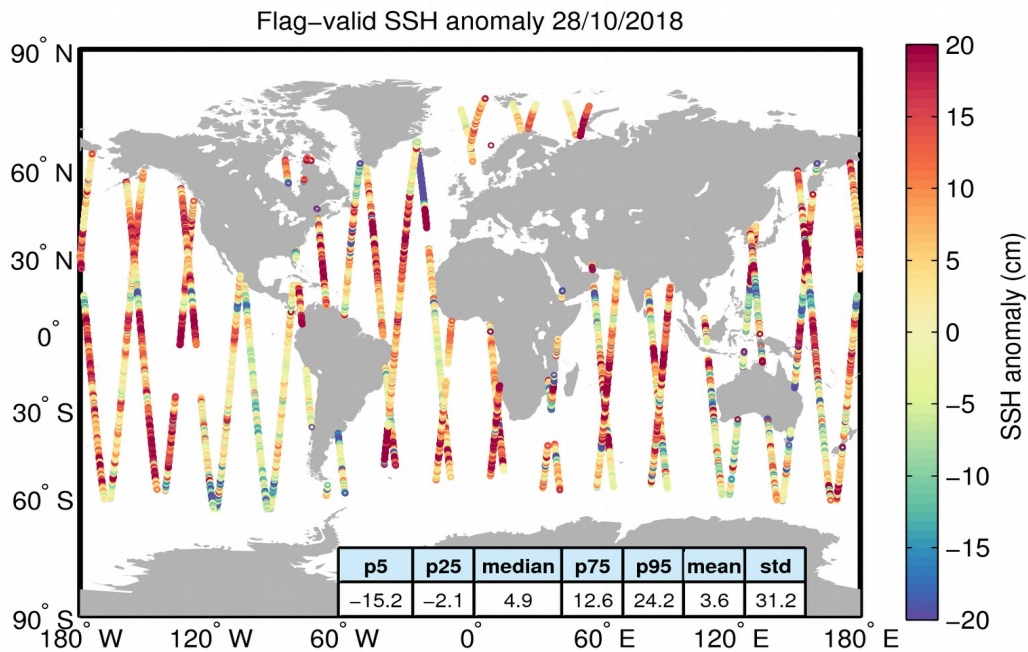 Flag−valid SSH anomaly 28/10/2018
90° N
60° N
30° N
0°
30° S
60° S
90° S
180° W
120° W
60° W
0°
60° E
120° E
180° E
p5 p25 median p75 p95 mean std
−15.2 −2.1 4.9 12.6 24.2 3.6 31.2
20
15
10
5
0
−5
−10
−15
−20
SSH anomaly (cm)